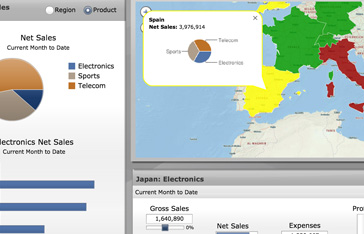 les
Region
Product
Net Sales
Current Month to Date
Electronics
Sports
Telecom
lectronics Net Sales
Current Month to Date
Spain
Net Sales: 3,976,914
Telecom
Sports
Electronics
Japan: Electronics
Current Month to Date
Gross Sales
1,640,890
0%
Net Sales
Expenses
Pro